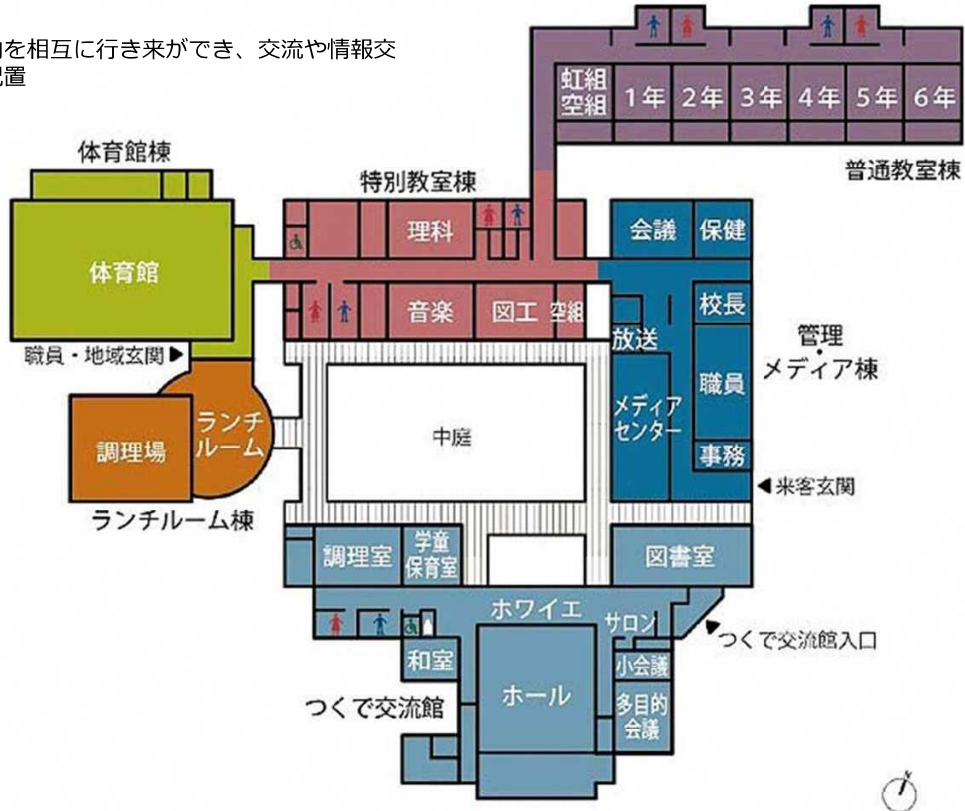 を相互に行き来ができ、交流や情報交
置
虹組
空組
1年
2年
3年
4年
5年
6年
普通教室棟
体育館棟
特別教室棟
理科
会議
保健
体育館
音楽
図工
空組
校長
放送
職員・地域玄関▶
管理・メディア棟
職員
メディア
センター
ランチ
ルーム
中庭
調理場
事務
◀来客玄関
ランチルーム棟
調理室
学童
保育室
図書室
ホワイエ
サロン
つくで交流館入口
和室
小会議
ホール
つくで交流館
多目的
会議
N